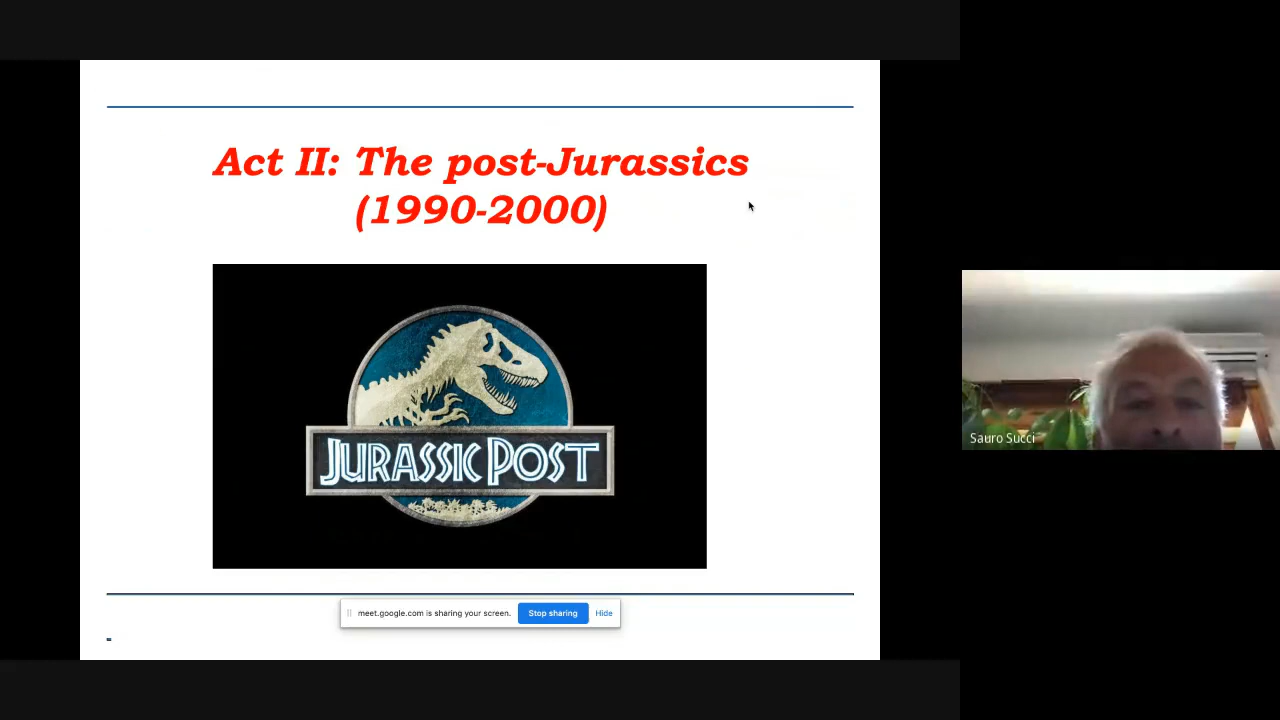 Act II: The post-Jurassics
(1990-2000)
JURASSIC POST
meet.google.com is sharing your screen. Stop sharing Hide
Sauro Succi